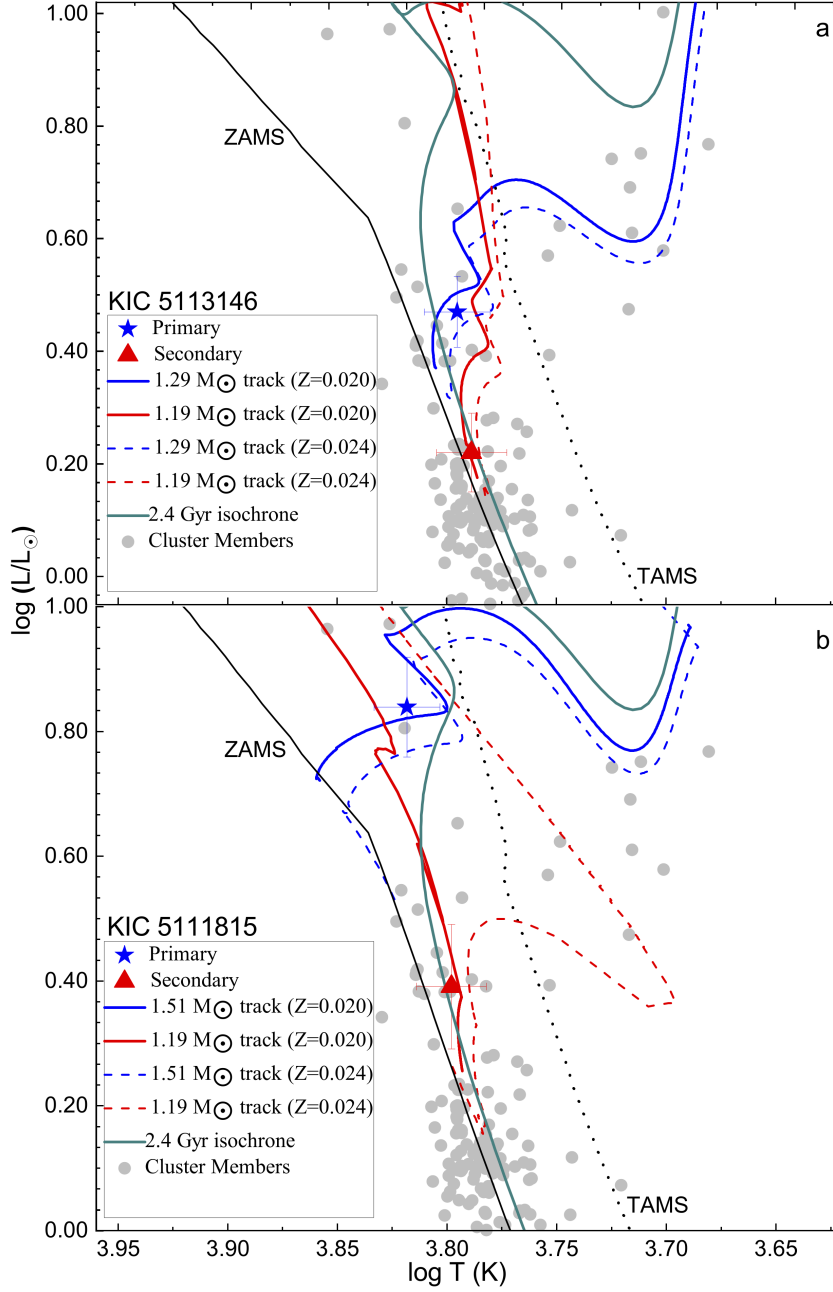 1.00
a
0.80
ZAMS
0.60
KIC 5113146
Primary
0.40
Secondary
1.29 M☉ track (Z=0.020)
1.19 M☉ track (Z=0.020)
1.29 M☉ track (Z=0.024)
0.20
1.19 M☉ track (Z=0.024)
2.4 Gyr isochrone
Cluster Members
0.00
TAMS
log (L/L☉)
1.00
b
0.80
ZAMS
0.60
KIC 5111815
Primary
0.40
Secondary
1.51 M☉ track (Z=0.020)
1.19 M☉ track (Z=0.020)
1.51 M☉ track (Z=0.024)
0.20
1.19 M☉ track (Z=0.024)
2.4 Gyr isochrone
Cluster Members
TAMS
0.00
3.95 3.90 3.85 3.80 3.75 3.70 3.65
log T (K)